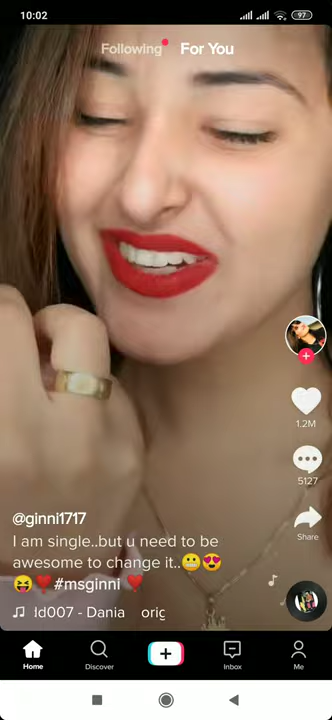 10:02
97
Following For You
1.2M
5127
Share
@ginni1717
I am single..but u need to be
awesome to change it..😬😍
😝❣️#msginni ❣️
ld007 - Dania orig
Home Discover Inbox Me